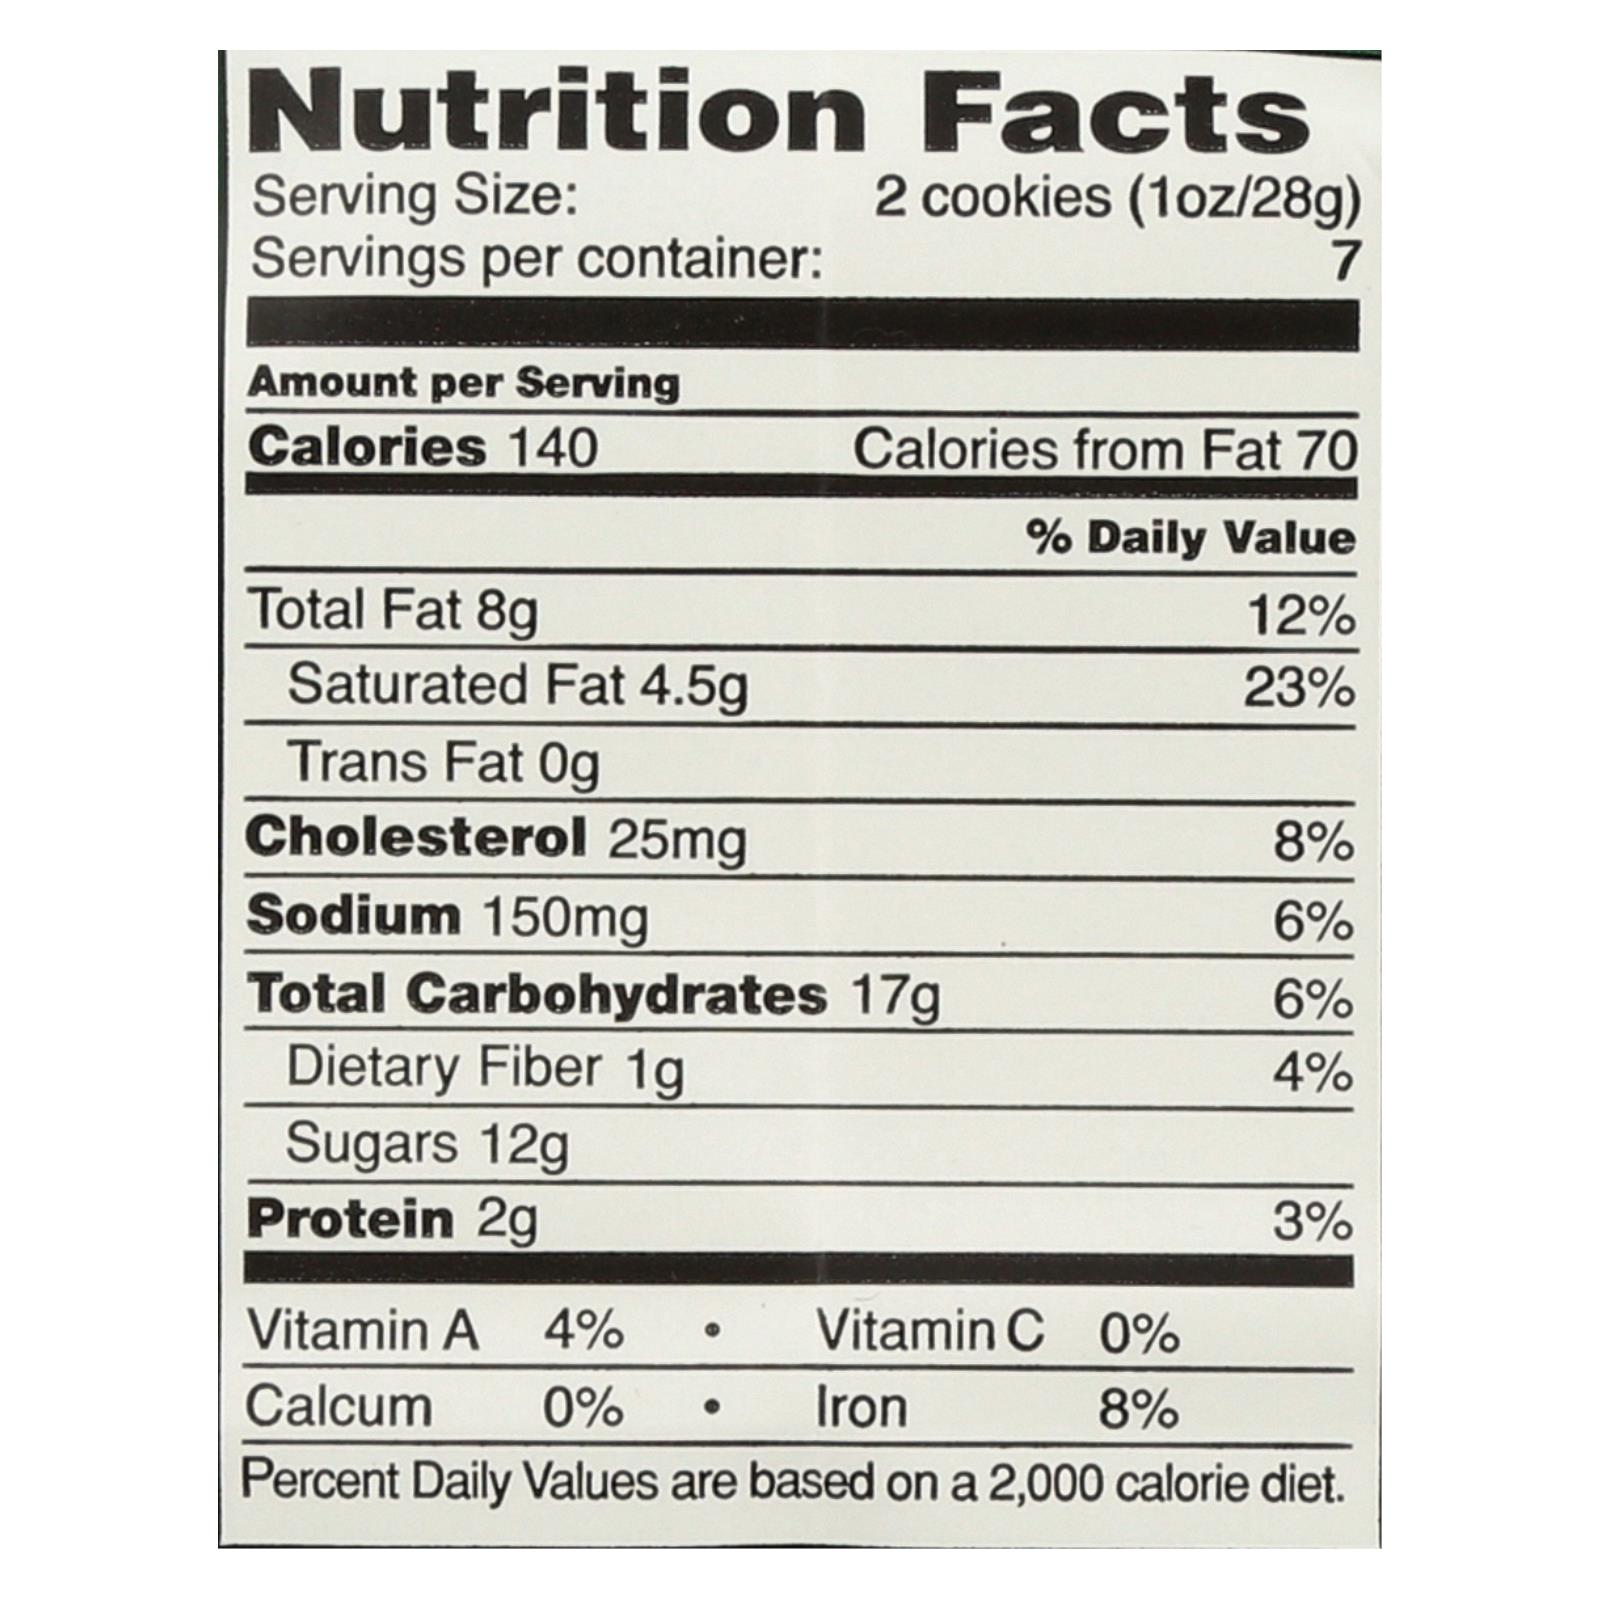 Nutrition Facts
Serving Size: 2 cookies (1oz/28g)
Servings per container: 7
Amount per Serving
Calories 140 Calories from Fat 70
% Daily Value
Total Fat 8g 12%
Saturated Fat 4.5g 23%
Trans Fat 0g
Cholesterol 25mg 8%
Sodium 150mg 6%
Total Carbohydrates 17g 6%
Dietary Fiber 1g 4%
Sugars 12g
Protein 2g 3%
Vitamin A 4% • Vitamin C 0%
Calcum 0% • Iron 8%
Percent Daily Values are based on a 2,000 calorie diet.